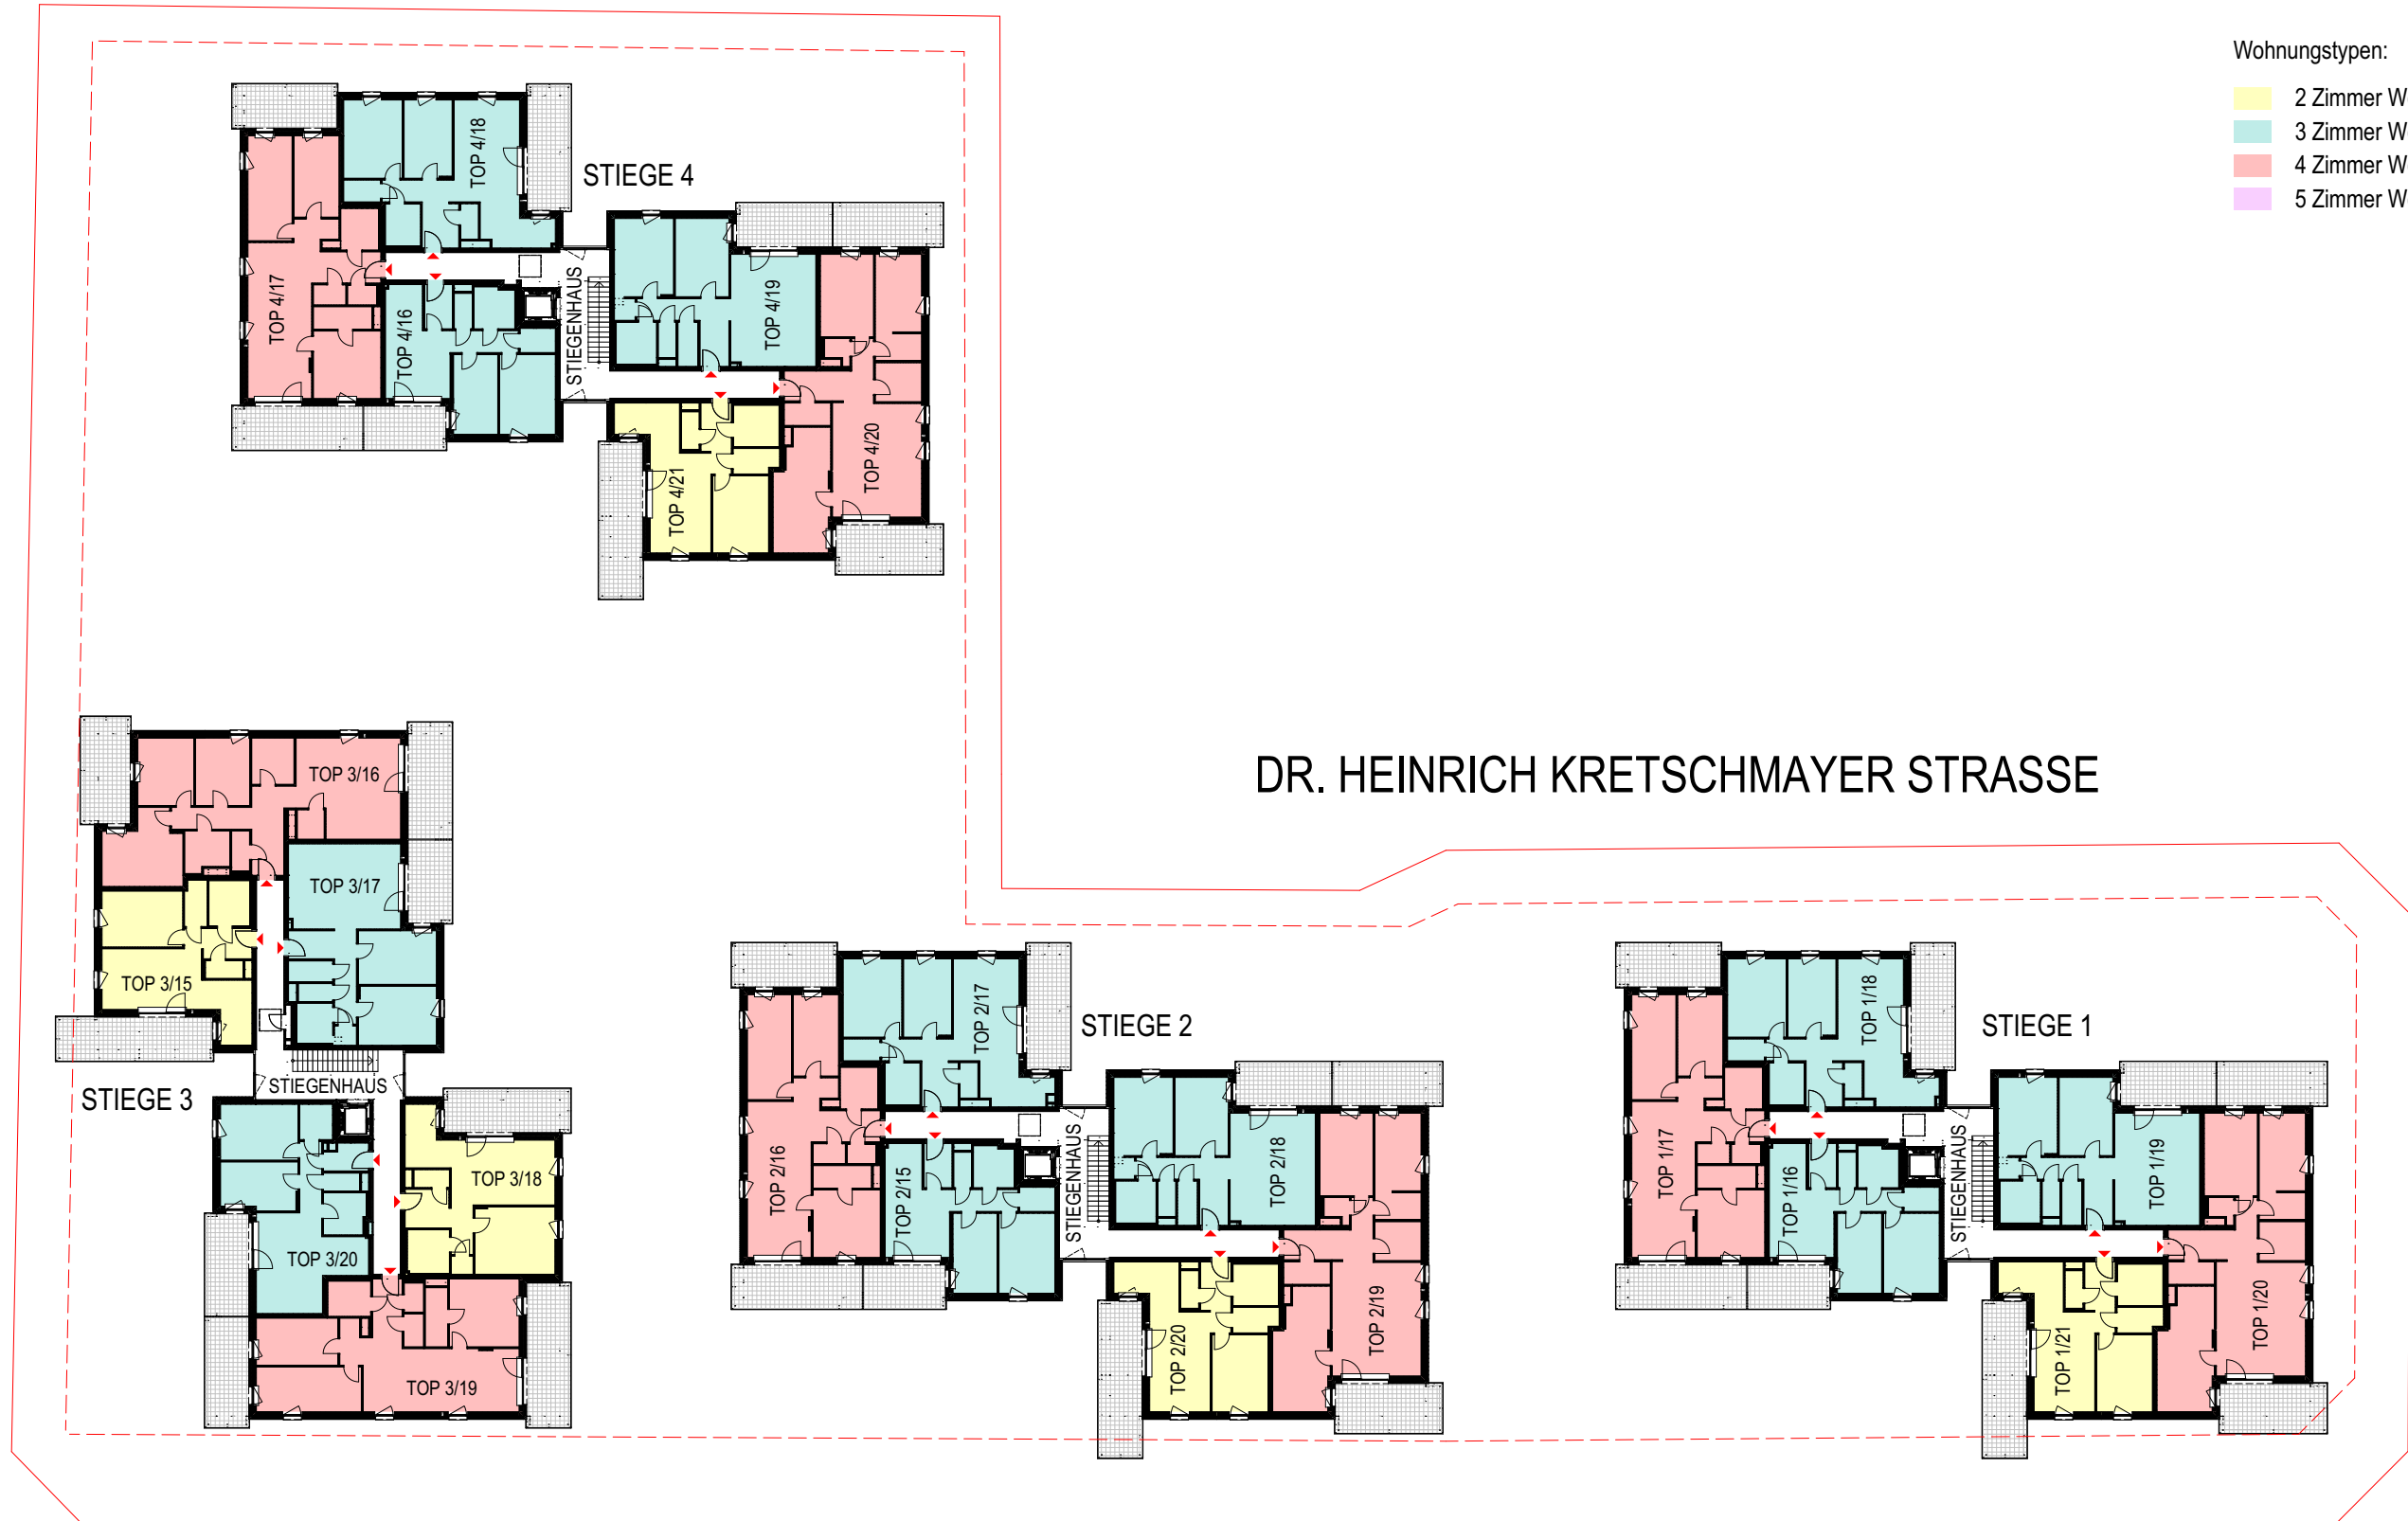 Wohnungstypen:
2 Zimmer W
3 Zimmer W
4 Zimmer W
5 Zimmer W
STIEGE 4
TOP 4/18
TOP 4/17
TOP 4/16
STIEGENHAUS
TOP 4/19
TOP 4/20
TOP 4/21
DR. HEINRICH KRETSCHMAYER STRASSE
TOP 3/16
TOP 3/17
TOP 3/15
STIEGE 3
STIEGENHAUS
TOP 3/18
TOP 3/20
TOP 3/19
STIEGE 2
TOP 2/17
TOP 2/16
TOP 2/15
STIEGENHAUS
TOP 2/18
TOP 2/19
TOP 2/20
STIEGE 1
TOP 1/18
TOP 1/17
TOP 1/16
STIEGENHAUS
TOP 1/19
TOP 1/20
TOP 1/21